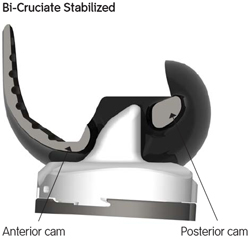 Bi-Cruciate Stabilized
Anterior cam
Posterior cam